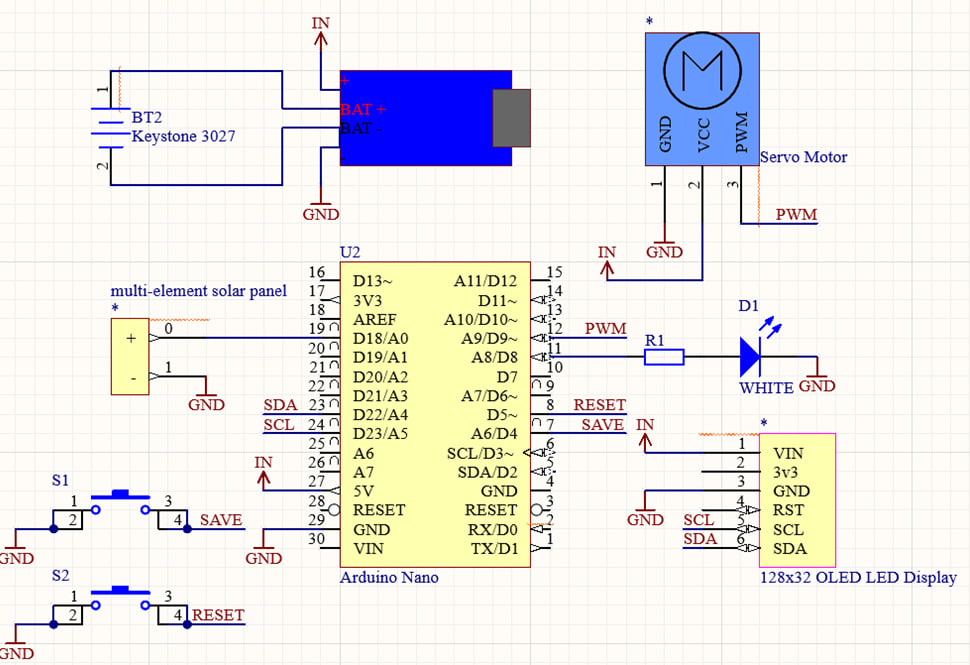 IN
+
BAT +
BAT -
-
GND
1
BT2
Keystone 3027
2
*
M
GND
VCC
PWM
Servo Motor
1
2
3
PWM
GND
IN
U2
16
D13~
A11/D12
15
17
3V3
D11~
14
18
AREF
A10/D10~
13
19
D18/A0
A9/D9~
12
PWM
20
D19/A1
A8/D8
11
21
D20/A2
D7
10
22
D21/A3
A7/D6~
9
SDA
23
D22/A4
D5~
8
RESET
SCL
24
D23/A5
A6/D4
7
SAVE
25
A6
SCL/D3~
6
26
A7
SDA/D2
5
IN
27
5V
GND
4
28
RESET
RESET
3
29
GND
RX/D0
2
30
VIN
TX/D1
1
GND
Arduino Nano
multi-element solar panel
*
+
0
-
1
GND
R1
D1
WHITE
GND
S1
1
2
3
4
SAVE
GND
S2
1
2
3
4
RESET
GND
*
IN
1
VIN
2
3v3
3
GND
GND
4
RST
SCL
5
SCL
SDA
6
SDA
128x32 OLED LED Display